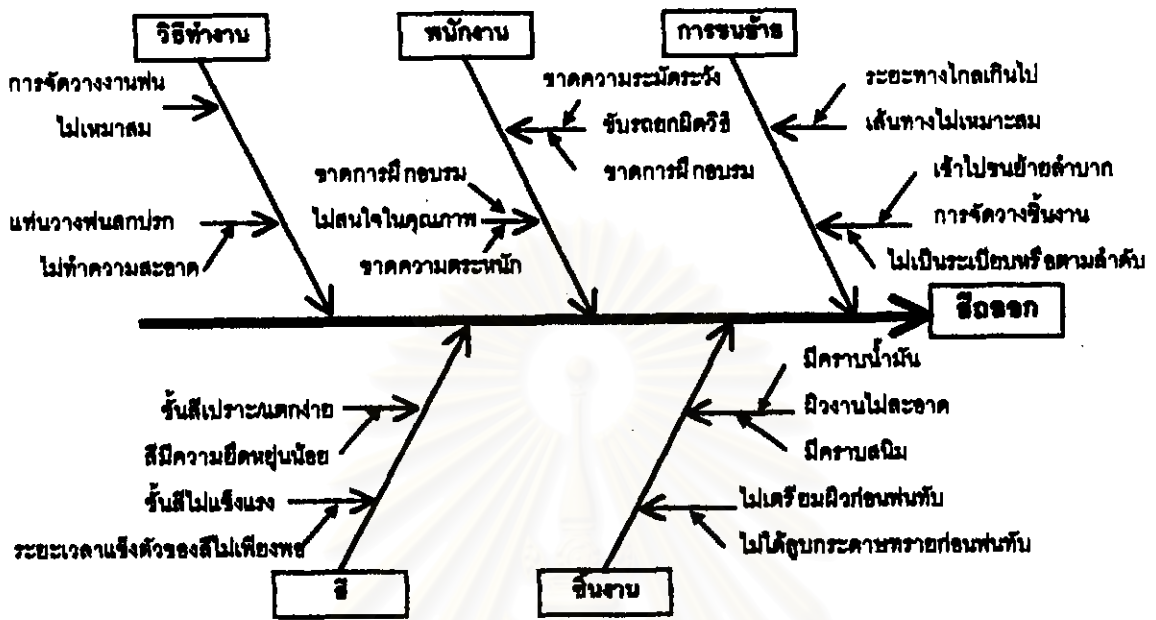 วิธีทำงาน
พนักงาน
การขนย้าย
การจัดวางงานพ่น
ไม่เหมาสม
แท่นวางพ่นสกปรก
ไม่ทำความสะอาด
ขาดความระมัดระวัง
ขับรถยกผิดวิธี
ขาดการฝึกอบรม
ขาดการฝึกอบรม
ไม่สนใจในคุณภาพ
ขาดความตระหนัก
ระยะทางไกลเกินไป
เส้นทางไม่เหมาะสม
เข้าไปขนย้ายลำบาก
การจัดวางชิ้นงาน
ไม่เป็นระเบียบหรือตามลำดับ
สีถลอก
ชั้นสีเปราะ/แตกง่าย
สีมีความยืดหยุ่นน้อย
ชั้นสีไม่แข็งแรง
ระยะเวลาแข็งตัวของสีไม่เพียงพอ
มีคราบน้ำมัน
ผิวงานไม่สะอาด
มีคราบสนิม
ไม่เตรียมผิวก่อนพ่นทับ
ไม่ได้ลูบกระดาษทรายก่อนพ่นทับ
สี
ชิ้นงาน